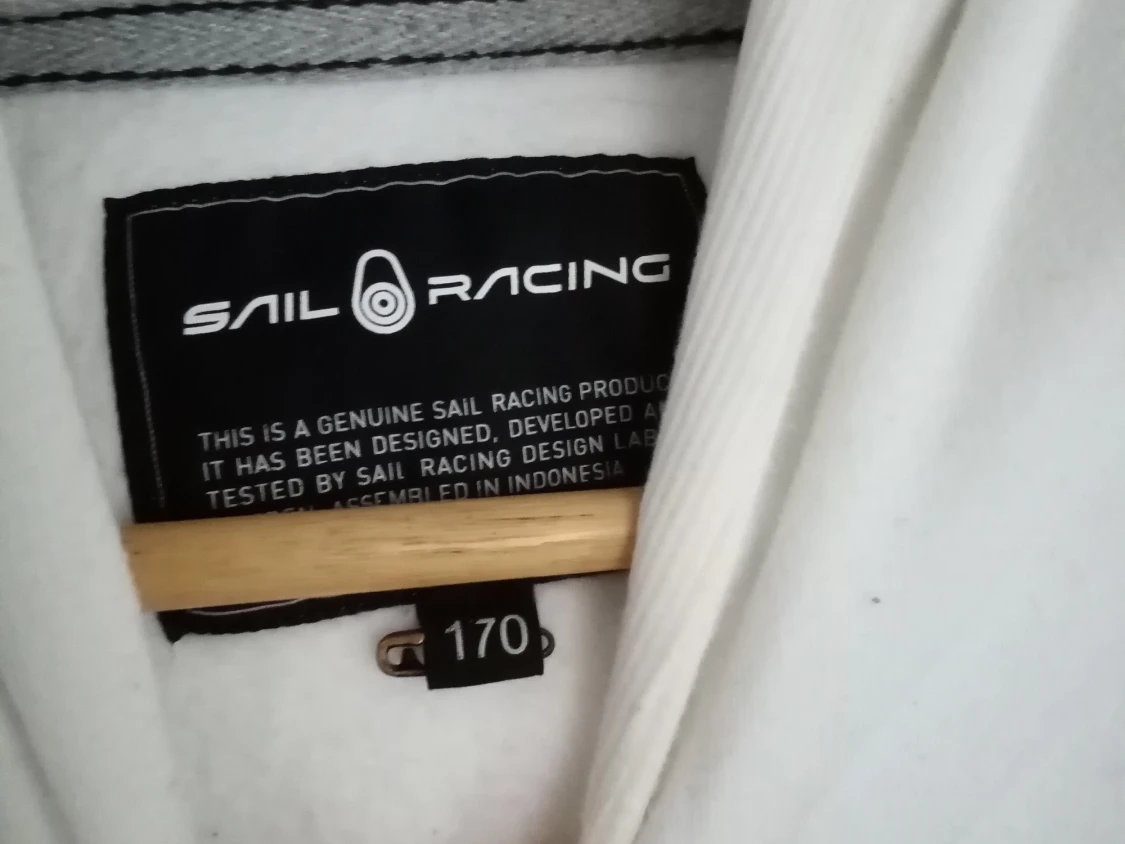 SAIL RACING
THIS IS A GENUINE SAIL RACING PRODUC
IT HAS BEEN DESIGNED, DEVELOPED A
TESTED BY SAIL RACING DESIGN LAB
ASSEMBLED IN INDONESIA
170